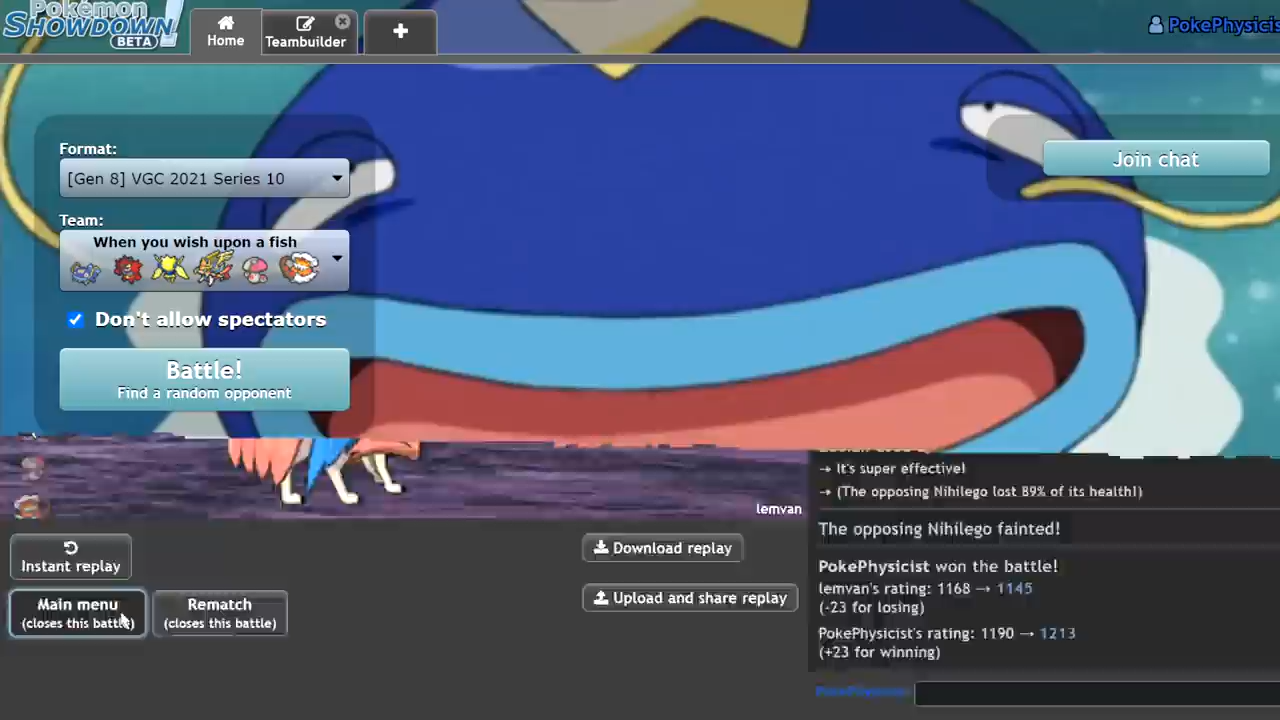 Pokémon
SHOWDOWN!
BETA
Home
Teambuilder
PokePhysicis
Format:
[Gen 8] VGC 2021 Series 10
Team:
When you wish upon a fish
Don't allow spectators
Battle!
Find a random opponent
Join chat
→ It's super effective!
→ (The opposing Nihilego lost 89% of its health!)
lemvan
The opposing Nihilego fainted!
PokePhysicist won the battle!
lemvan's rating: 1168 → 1145
(-23 for losing)
PokePhysicist's rating: 1190 → 1213
(+23 for winning)
Instant replay
Download replay
Main menu
(closes this battle)
Rematch
(closes this battle)
Upload and share replay